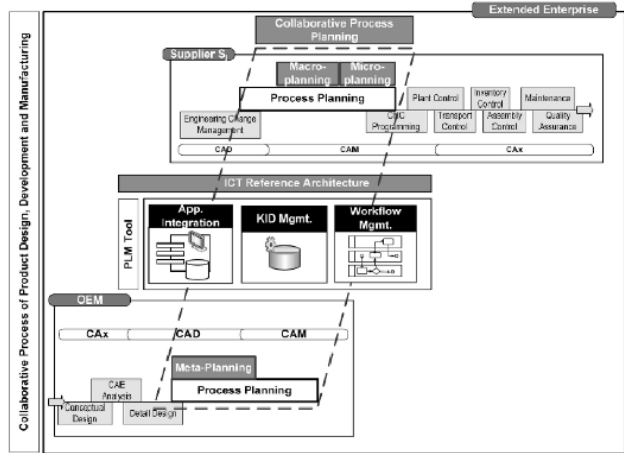 Extended Enterprise
Collaborative Process
Planning
Collaborative Process of Product Design, Development and Manufacturing
Supplier Si
Macro-
planning
Micro-
planning
Process Planning
Plant Control
Inventory
Control
Maintenance
Engineering Change
Management
CNC
Programming
Transport
Control
Assembly
Control
Quality
Assurance
CAD
CAM
CAx
ICT Reference Architecture
PLM Tool
App.
Integration
KID Mgmt.
Workflow
Mgmt.
OEM
CAx
CAD
CAM
Meta-Planning
Process Planning
CAE
Analysis
Conceptual
Design
Detail Design